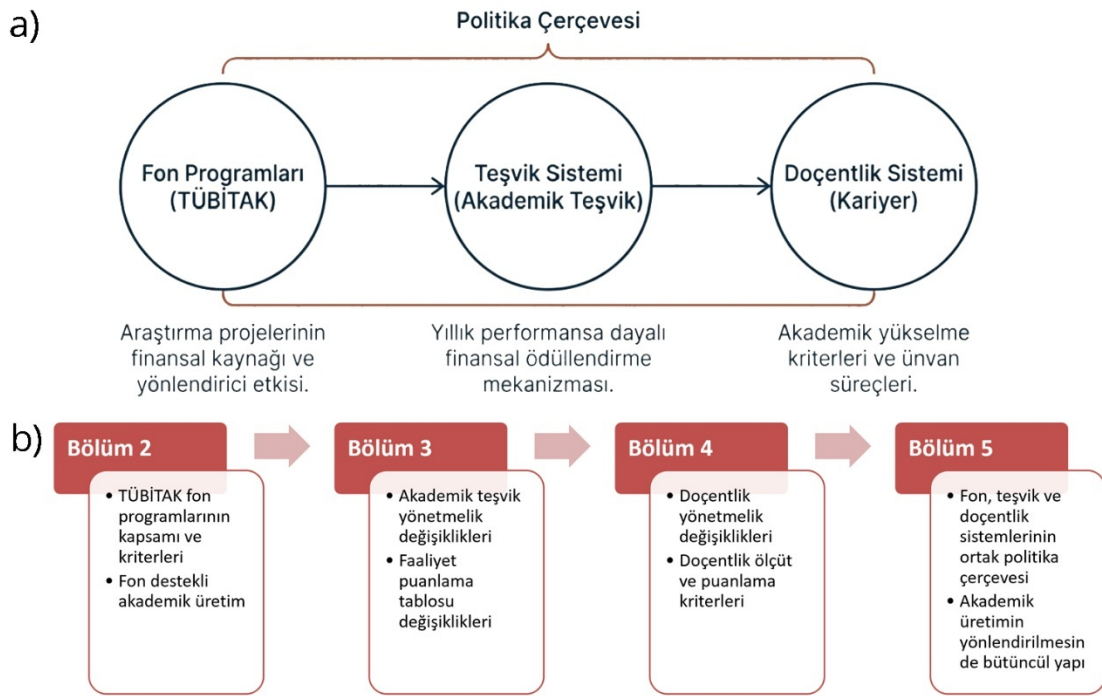 a)
Politika Çerçevesi
Fon Programları
(TÜBİTAK)
Teşvik Sistemi
(Akademik Teşvik)
Doçentlik Sistemi
(Kariyer)
Araştırma projelerinin
finansal kaynağı ve
yönlendirici etkisi.
Yıllık performansa dayalı
finansal ödüllendirme
mekanizması.
Akademik yükselme
kriterleri ve ünvan
süreçleri.
b)
Bölüm 2
• TÜBİTAK fon
programlarının
kapsamı ve
kriterleri
• Fon destekli
akademik üretim
Bölüm 3
• Akademik teşvik
yönetmelik
değişiklikleri
• Faaliyet
puanlama
tablosu
değişiklikleri
Bölüm 4
• Doçentlik
yönetmelik
değişiklikleri
• Doçentlik ölçüt
ve puanlama
kriterleri
Bölüm 5
• Fon, teşvik ve
doçentlik
sistemlerinin
ortak politika
çerçevesi
• Akademik
üretimin
yönlendirilmesin
de bütüncül yapı